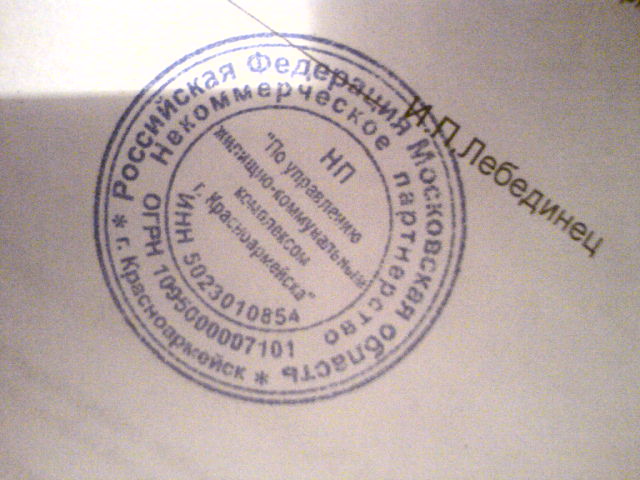 * Российская Федерация Московская область *
г. Красноармейск
Некоммерческое партнерство
ОГРН 1095000007101
ИНН 5023010854
НП
"По управлению
жилищно-коммунальным
комплексом
г. Красноармейска"
И.П.Лебединец